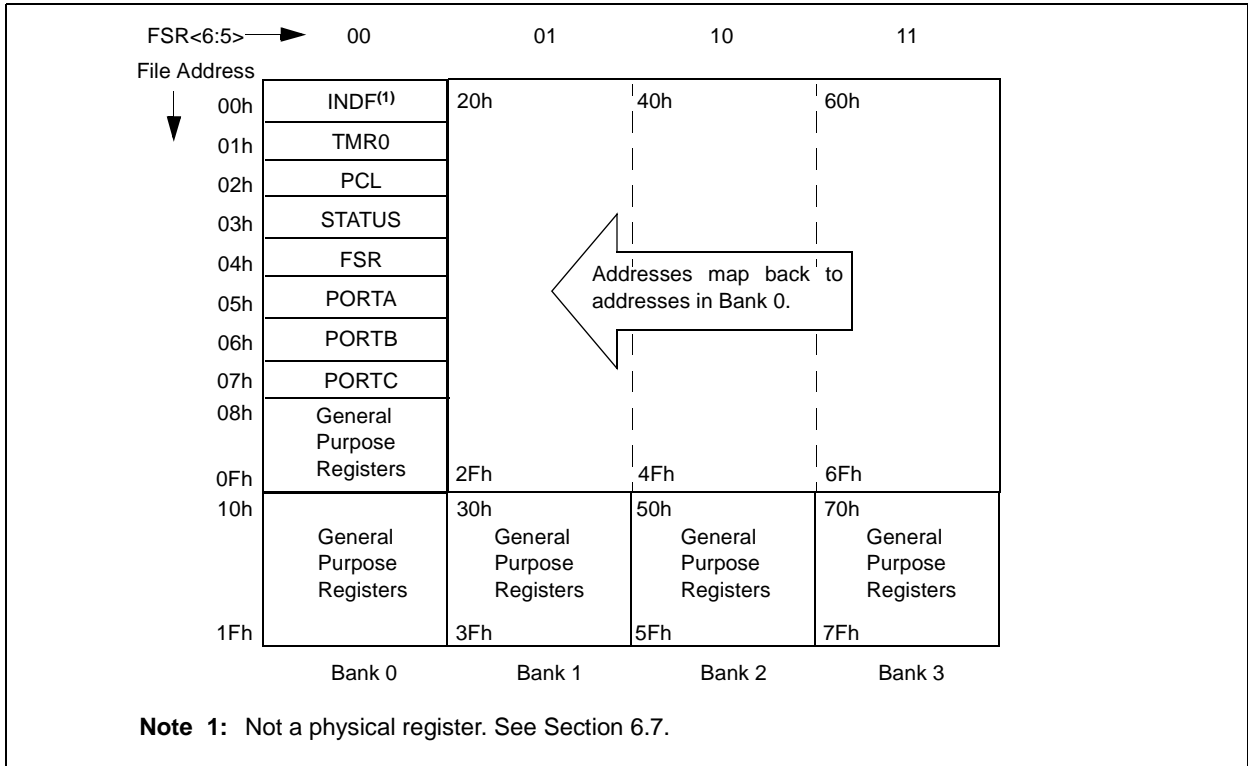 FSR<6:5> 00 01 10 11
File Address
00h INDF(1) 20h 40h 60h
01h TMR0
02h PCL
03h STATUS
04h FSR
Addresses map back to
addresses in Bank 0.
05h PORTA
06h PORTB
07h PORTC
08h General
Purpose
Registers
0Fh 2Fh 4Fh 6Fh
10h 30h 50h 70h
General General General General
Purpose Purpose Purpose Purpose
Registers Registers Registers Registers
1Fh 3Fh 5Fh 7Fh
Bank 0 Bank 1 Bank 2 Bank 3
Note 1: Not a physical register. See Section 6.7.